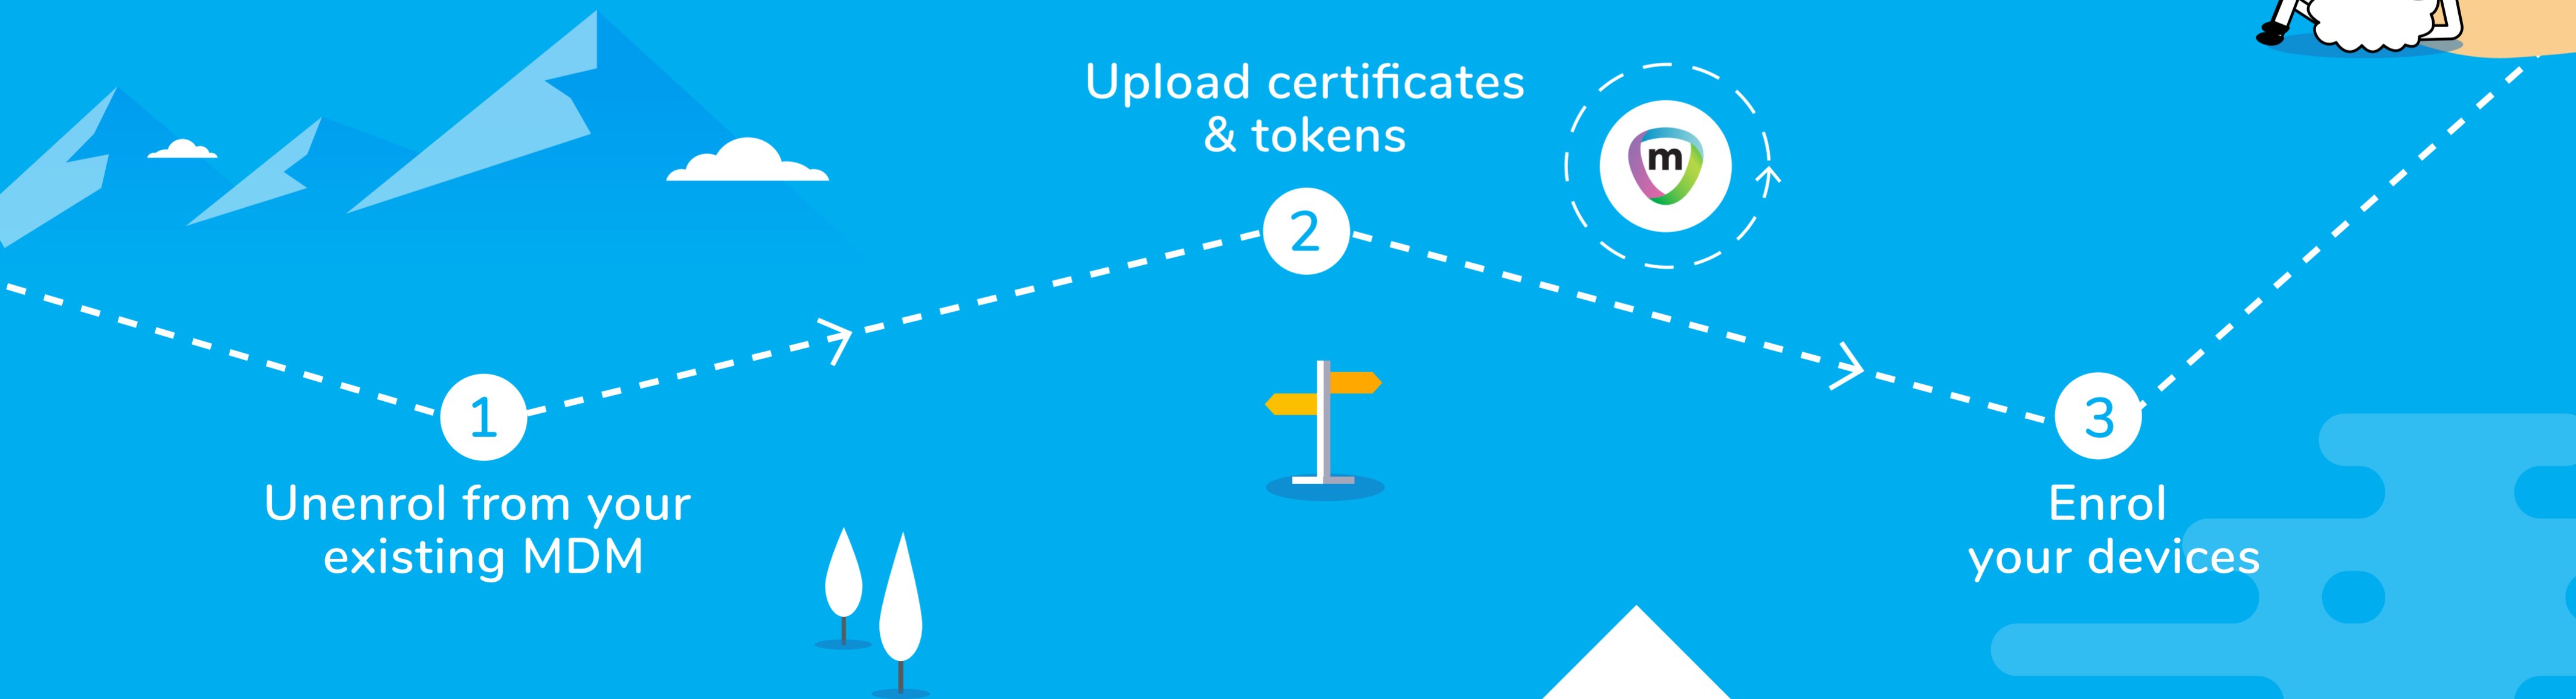 Upload certificates
& tokens
m
2
1
3
Unenrol from your
existing MDM
Enrol
your devices